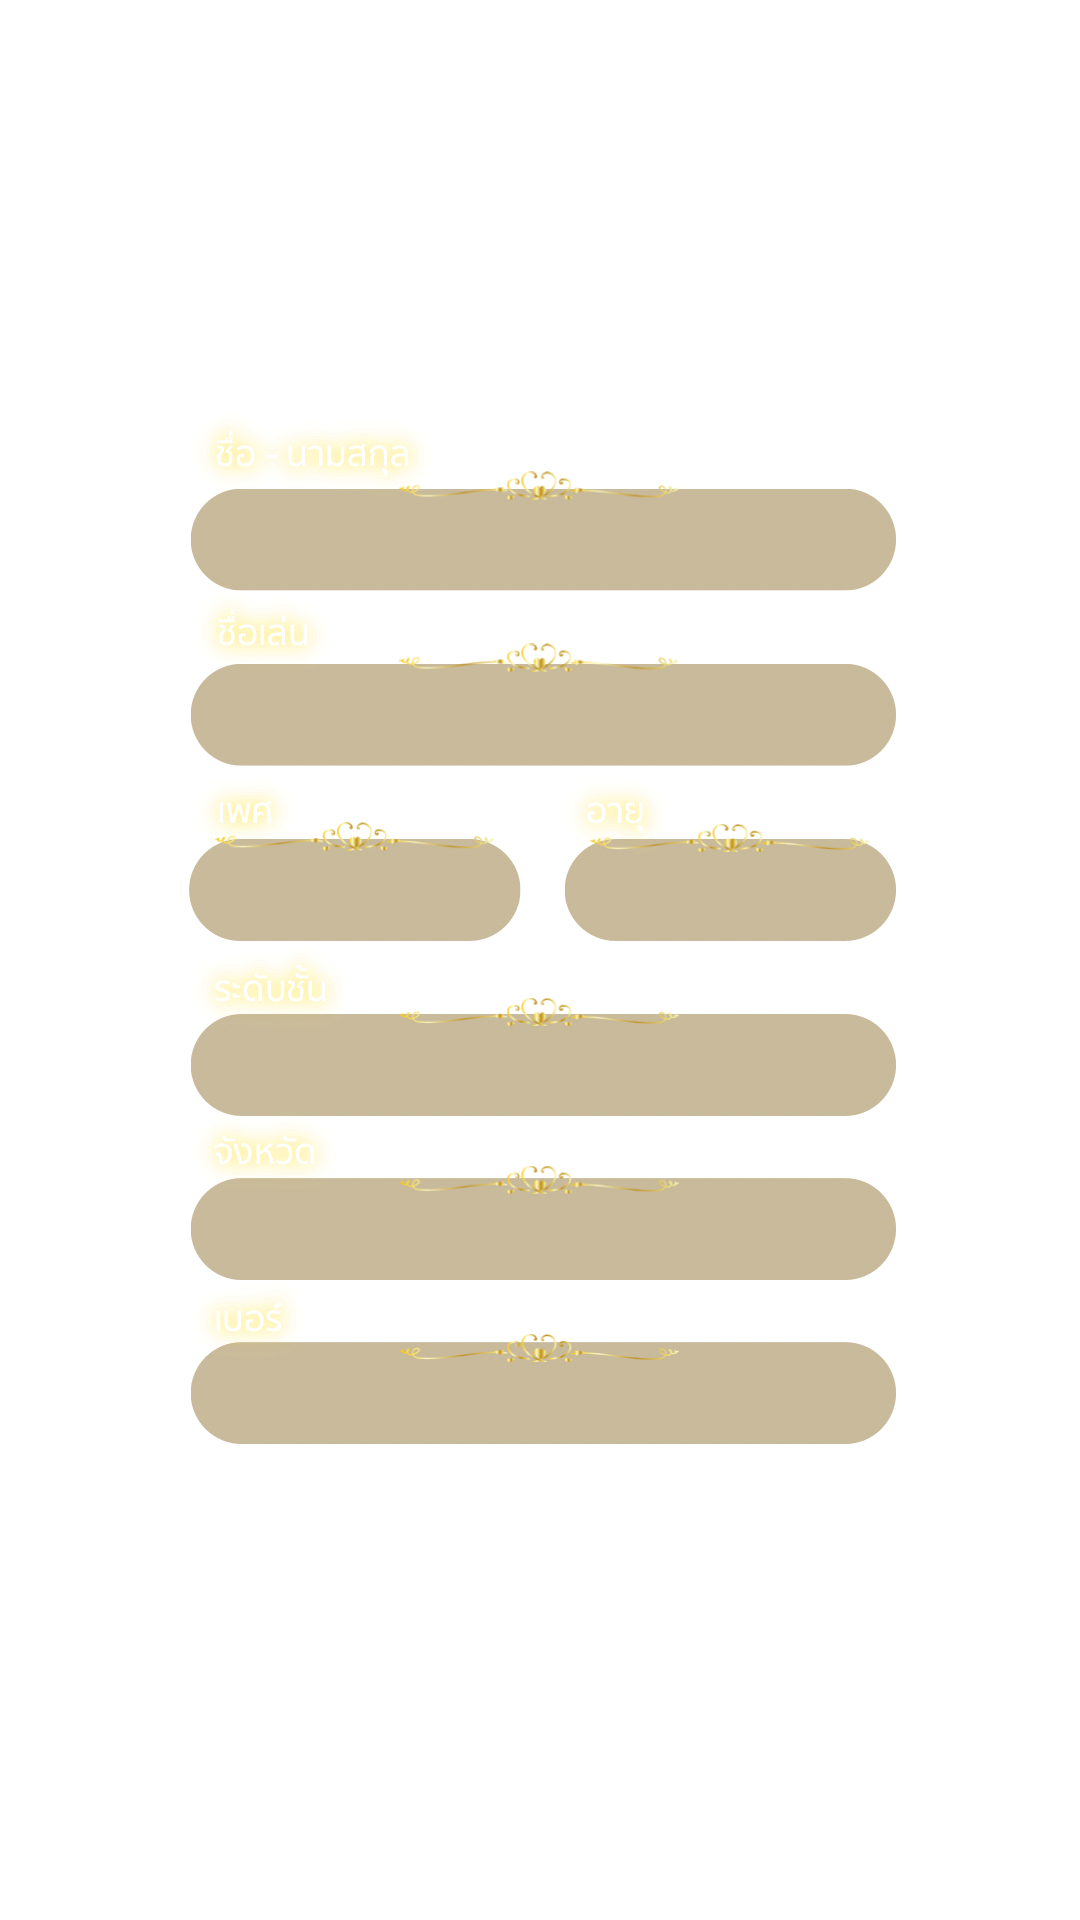 ชื่อ - นามสกุล
ชื่อเล่น
เพศ
อายุ
ระดับชั้น
จังหวัด
เบอร์